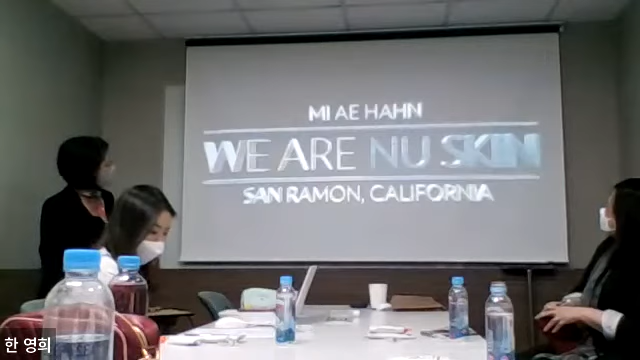 MI AE HAHN
WE ARE NU SKIN
SAN RAMON, CALIFORNIA
한 영희